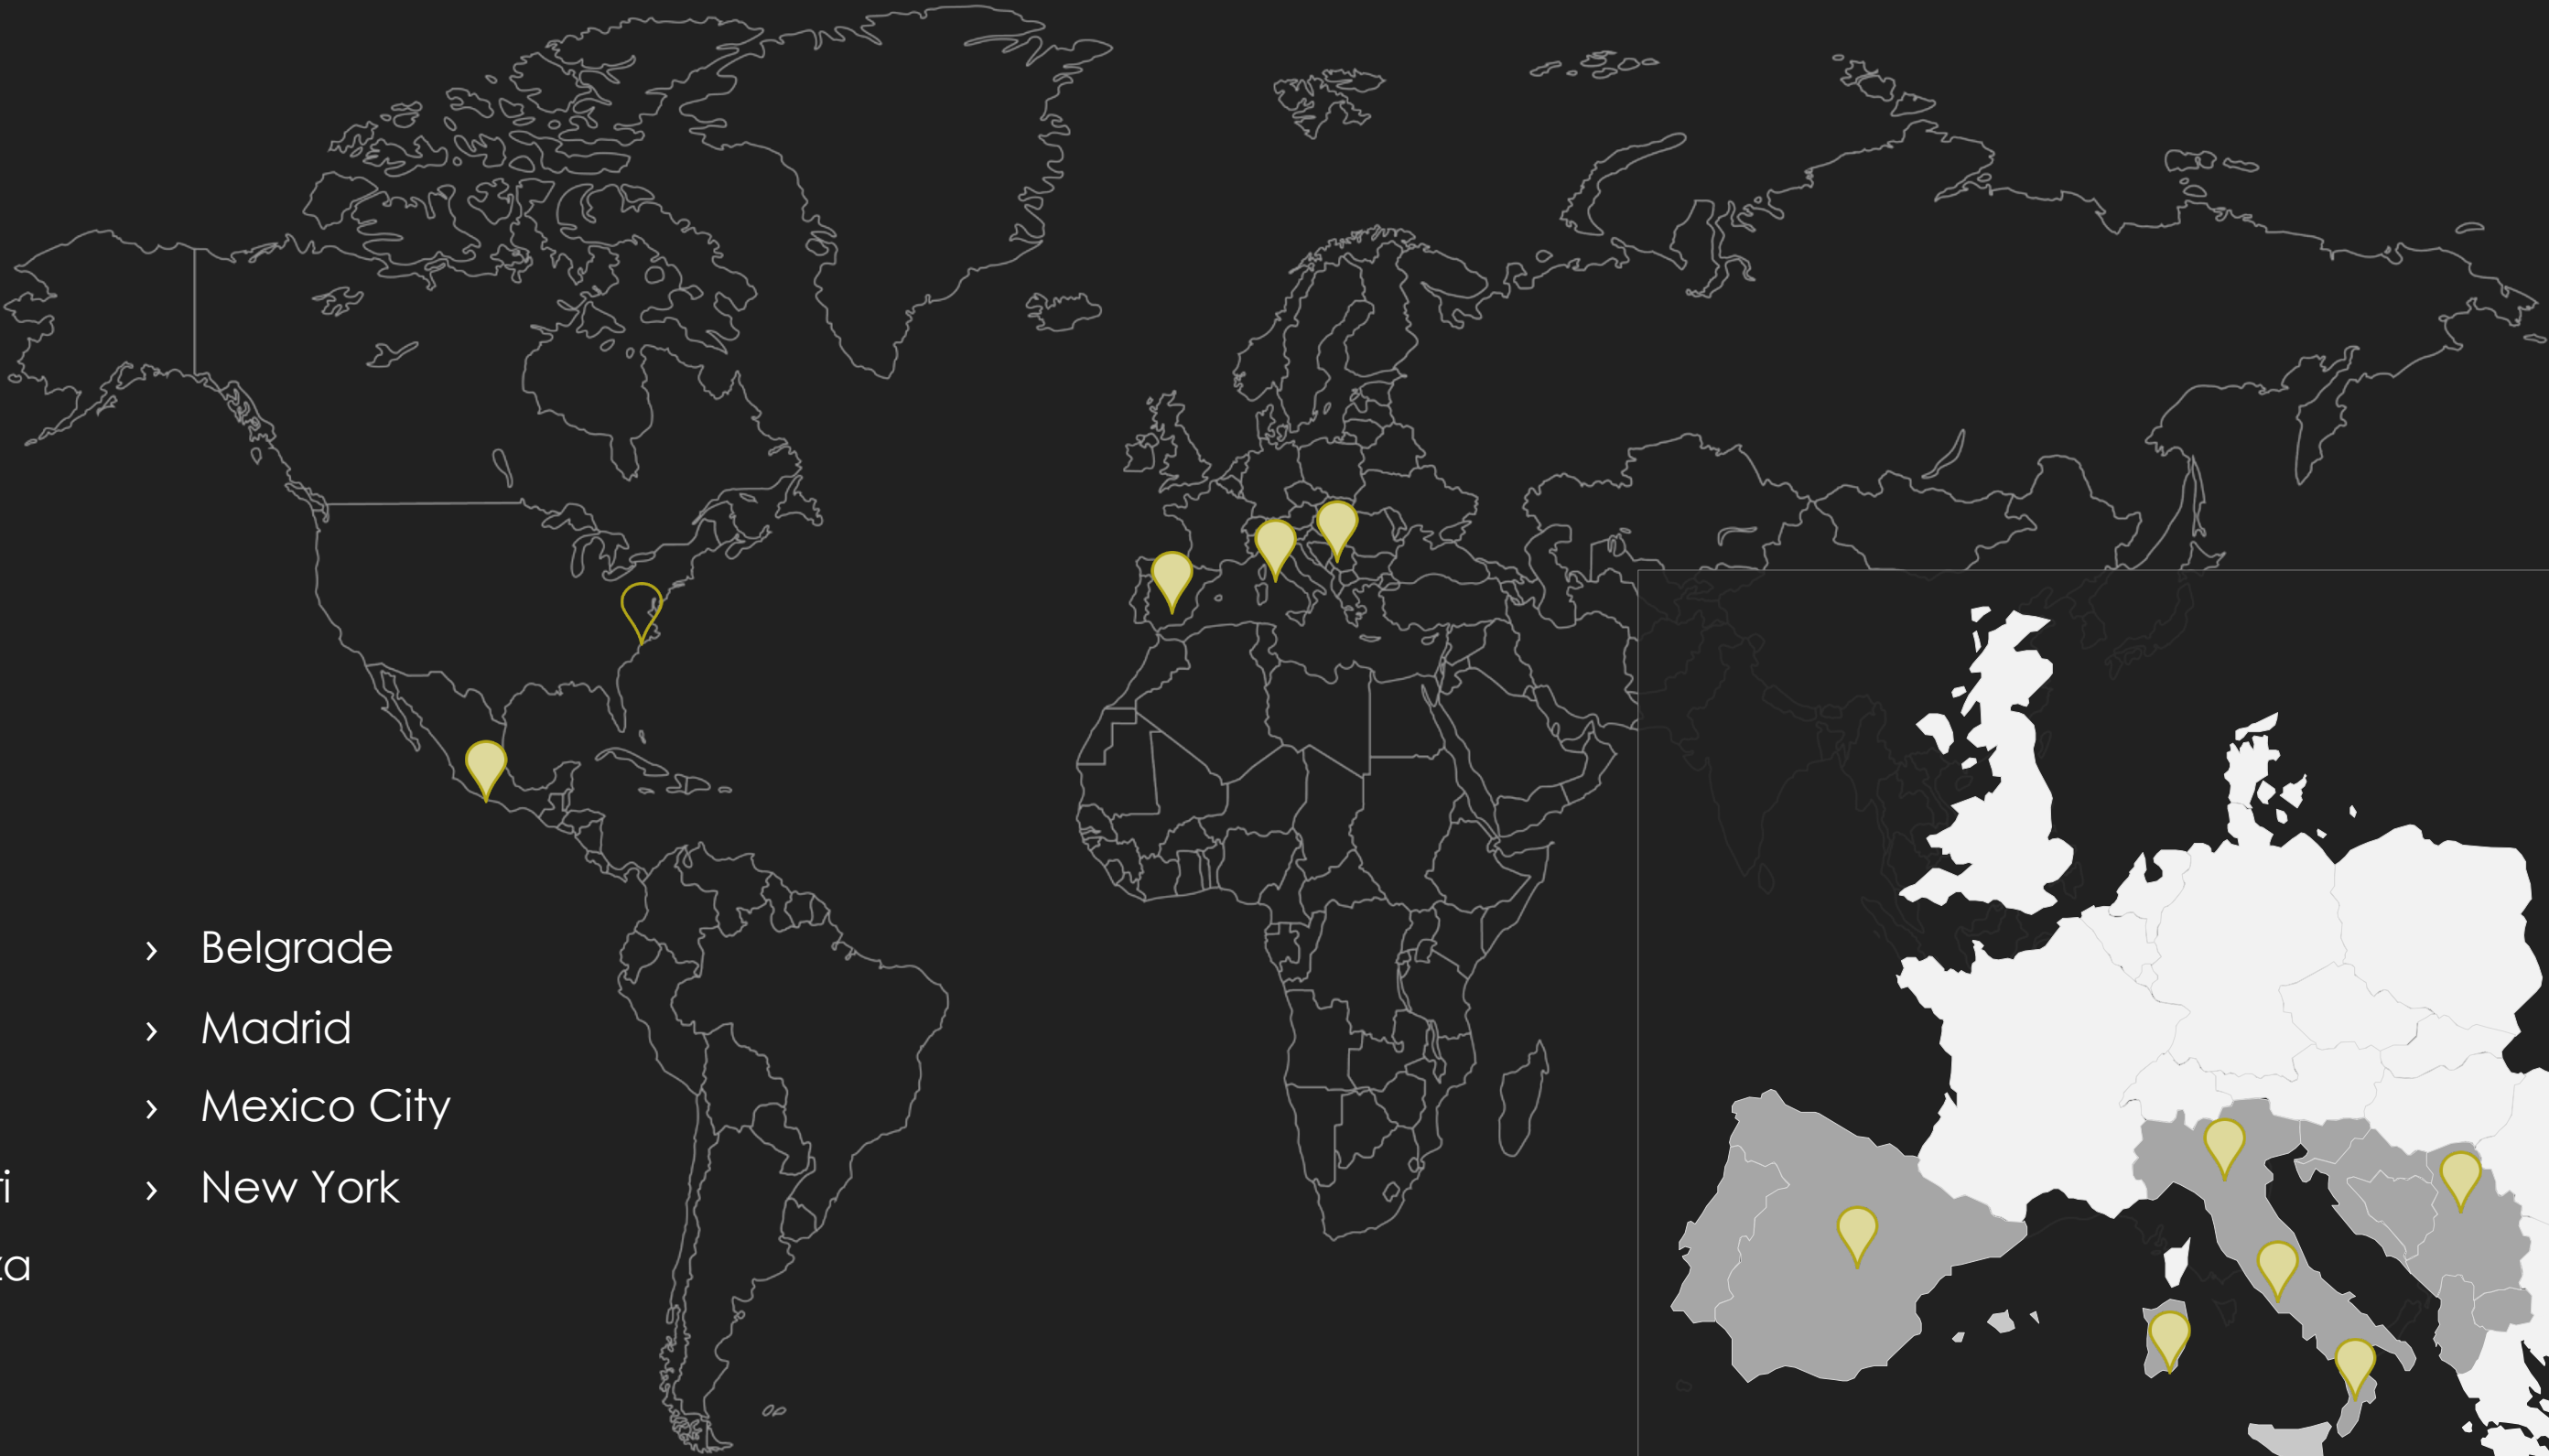 › Belgrade
› Madrid
› Mexico City
› New York